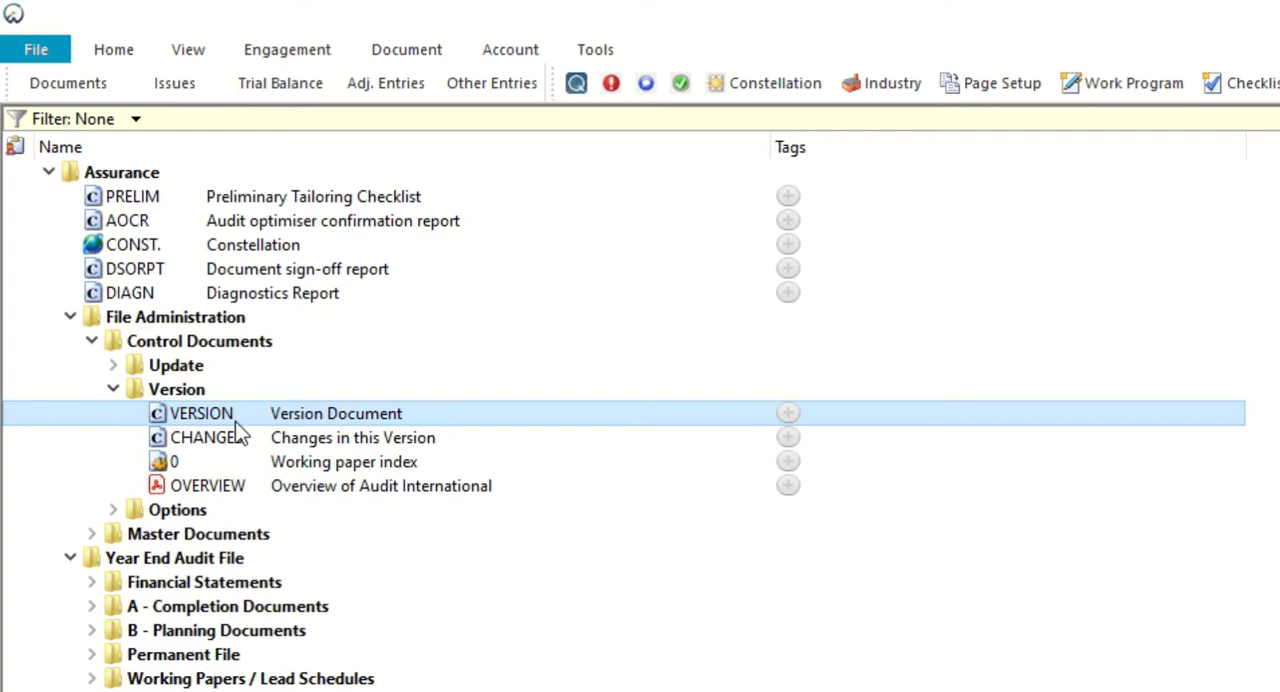 File Home View Engagement Document Account Tools
Documents Issues Trial Balance Adj. Entries Other Entries Constellation Industry Page Setup Work Program Checklis
Filter: None
Name Tags
Assurance
PRELIM Preliminary Tailoring Checklist
AOCR Audit optimiser confirmation report
CONST. Constellation
DSORPT Document sign-off report
DIAGN Diagnostics Report
File Administration
Control Documents
Update
Version
VERSION Version Document
CHANGE Changes in this Version
0 Working paper index
OVERVIEW Overview of Audit International
Options
Master Documents
Year End Audit File
Financial Statements
A - Completion Documents
B - Planning Documents
Permanent File
Working Papers / Lead Schedules